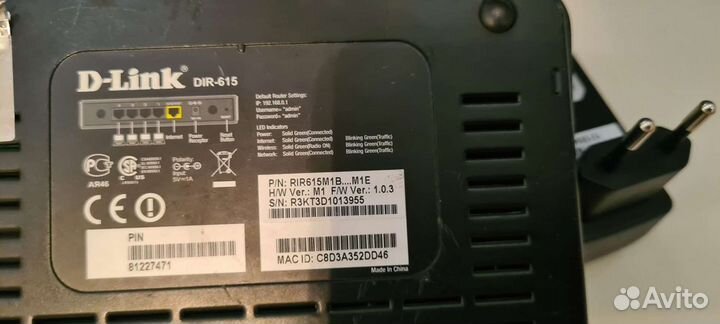 D-Link DIR-615
Default Router Settings:
IP: 192.168.0.1
Username= "admin"
Password= "admin"
LED Indicators
Power: Solid Green(Connected)
Internet: Solid Green(Connected) Blinking Green(Traffic)
Wireless: Solid Green(Radio ON) Blinking Green(Traffic)
Network: Solid Green(Connected) Blinking Green(Traffic)
Internet
Power Receptor
Reset Button
AR46
C US
Polarity
Power Input
5V⎓1A
P/N: RIR615M1B....M1E
H/W Ver.: M1 F/W Ver.: 1.0.3
S/N: R3KT3D1013955
PIN
81227471
MAC ID: C8D3A352DD46
Made In China
Avito